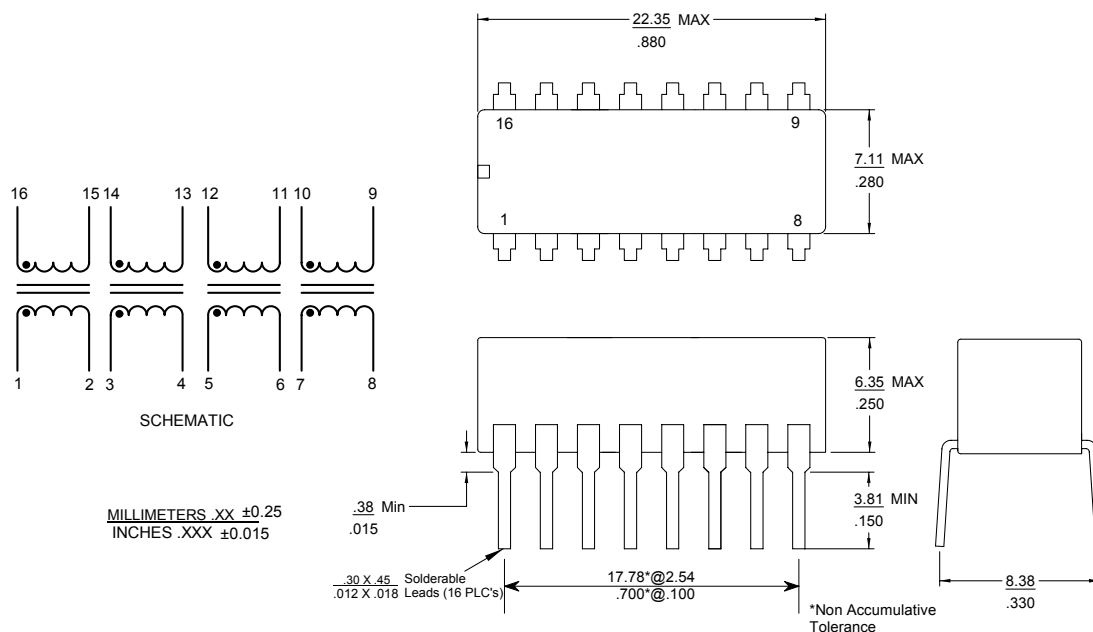 22.35 MAX
.880
16 9
7.11 MAX
.280
1 8
16 15 14 13 12 11 10 9
1 2 3 4 5 6 7 8
SCHEMATIC
6.35 MAX
.250
.38 Min
.015
3.81 MIN
.150
MILLIMETERS .XX ±0.25
INCHES .XXX ±0.015
.30 X .45 Solderable
.012 X .018 Leads (16 PLC's)
17.78*@2.54
.700*@.100
*Non Accumulative
Tolerance
8.38
.330